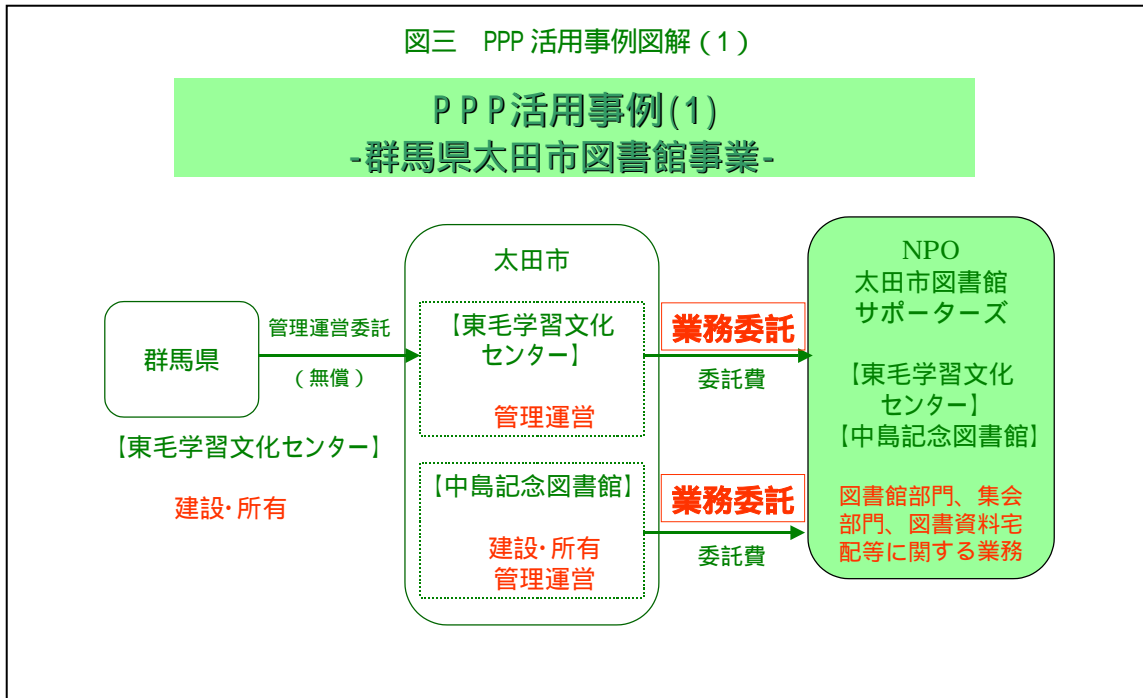 図三　PPP 活用事例図解（1）
ＰＰＰ活用事例(1)
-群馬県太田市図書館事業-
群馬県
【東毛学習文化センター】
建設・所有
管理運営委託
（無償）
太田市
【東毛学習文化
センター】
管理運営
【中島記念図書館】
建設・所有
管理運営
業務委託
委託費
業務委託
委託費
NPO
太田市図書館
サポーターズ
【東毛学習文化
センター】
【中島記念図書館】
図書館部門、集会
部門、図書資料宅
配等に関する業務